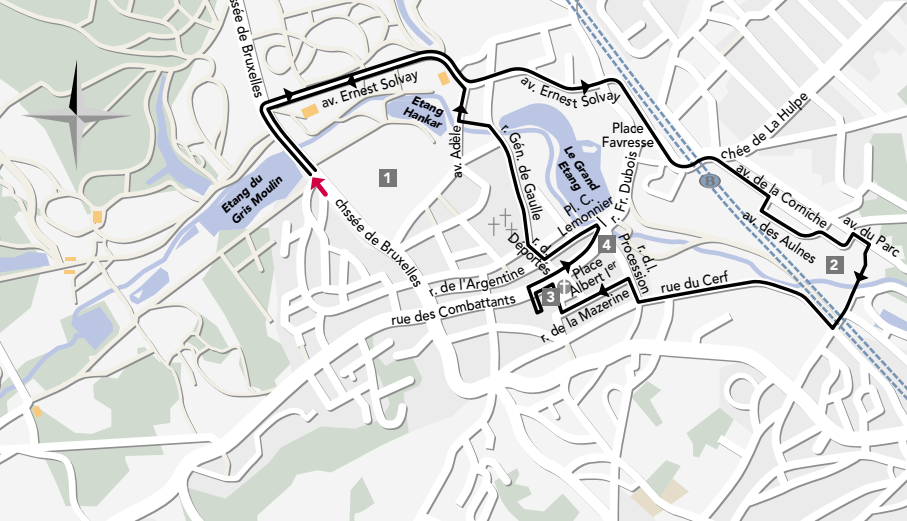 ssée de Bruxelles
av. Ernest Solvay
Etang
Hankar
av. Ernest Solvay
Place
Favresse
Chée de La Hulpe
B
av. de la Corniche
av. du Parc
av. des Aulnes
2
av. Adèle
r. Gén. de Gaulle
Le Grand
Etang
Pl. C.
Lemonnier
r. Fr. Dubois
1
Etang du
Gris Moulin
chssée de Bruxelles
r. d.
Déportés
4
r. d.l.
Procession
Place
Albert Ier
3
r. de l'Argentine
rue des Combattants
r. de la Mazerine
rue du Cerf